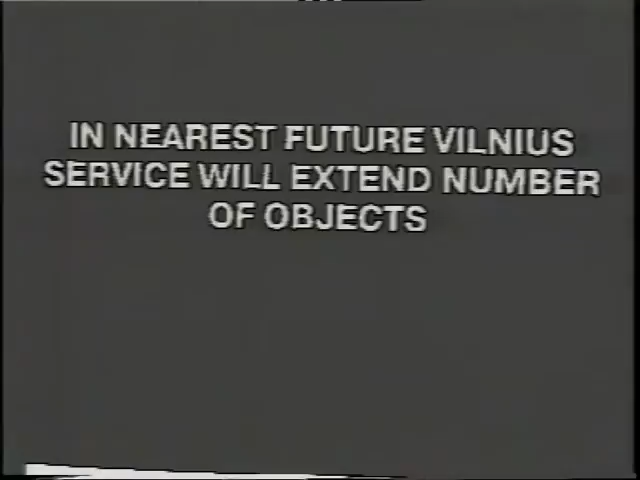 IN NEAREST FUTURE VILNIUS
SERVICE WILL EXTEND NUMBER
OF OBJECTS